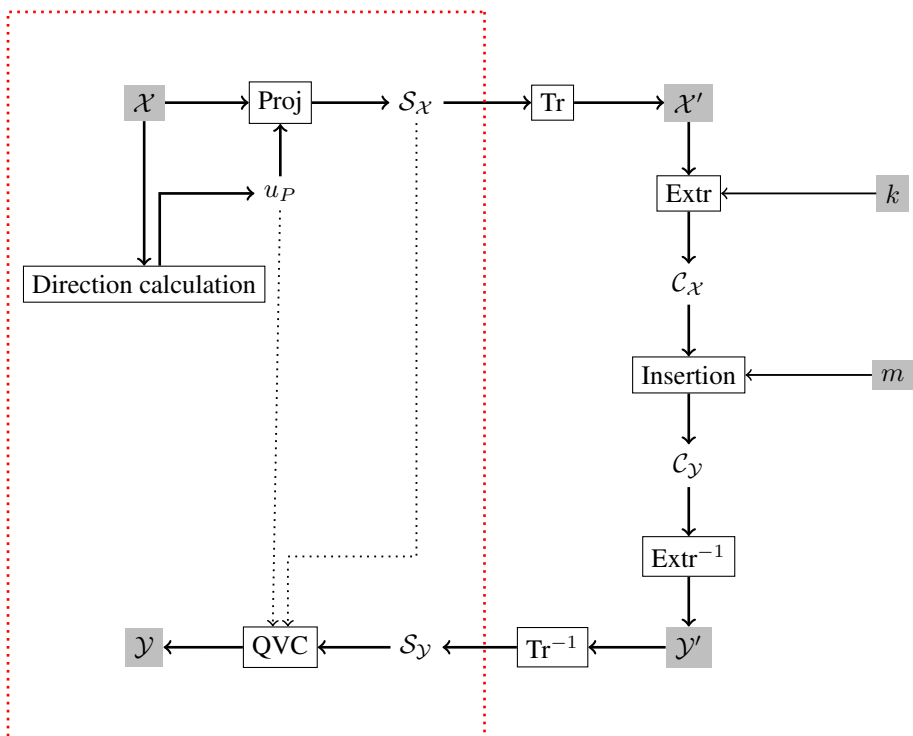 𝒳 Proj 𝒮_𝒳 Tr 𝒳′
u_P Extr k
Direction calculation 𝒞_𝒳
Insertion m
𝒞_𝒴
Extr⁻¹
𝒴 QVC 𝒮_𝒴 Tr⁻¹ 𝒴′